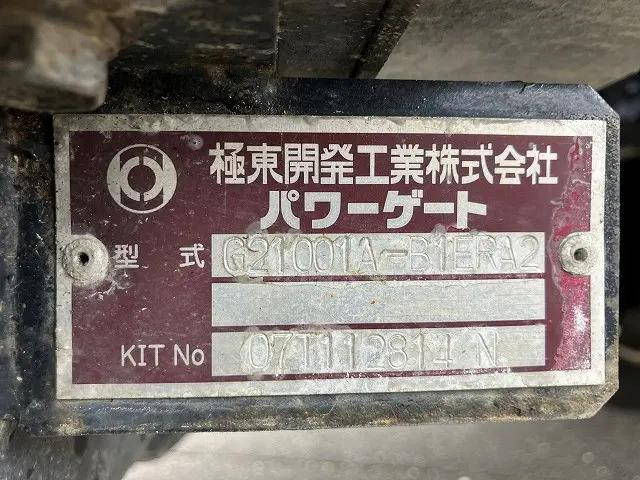 極東開発工業株式会社
パワーゲート
型式 G21001A-B1ERA2
KIT No 07T112814 N